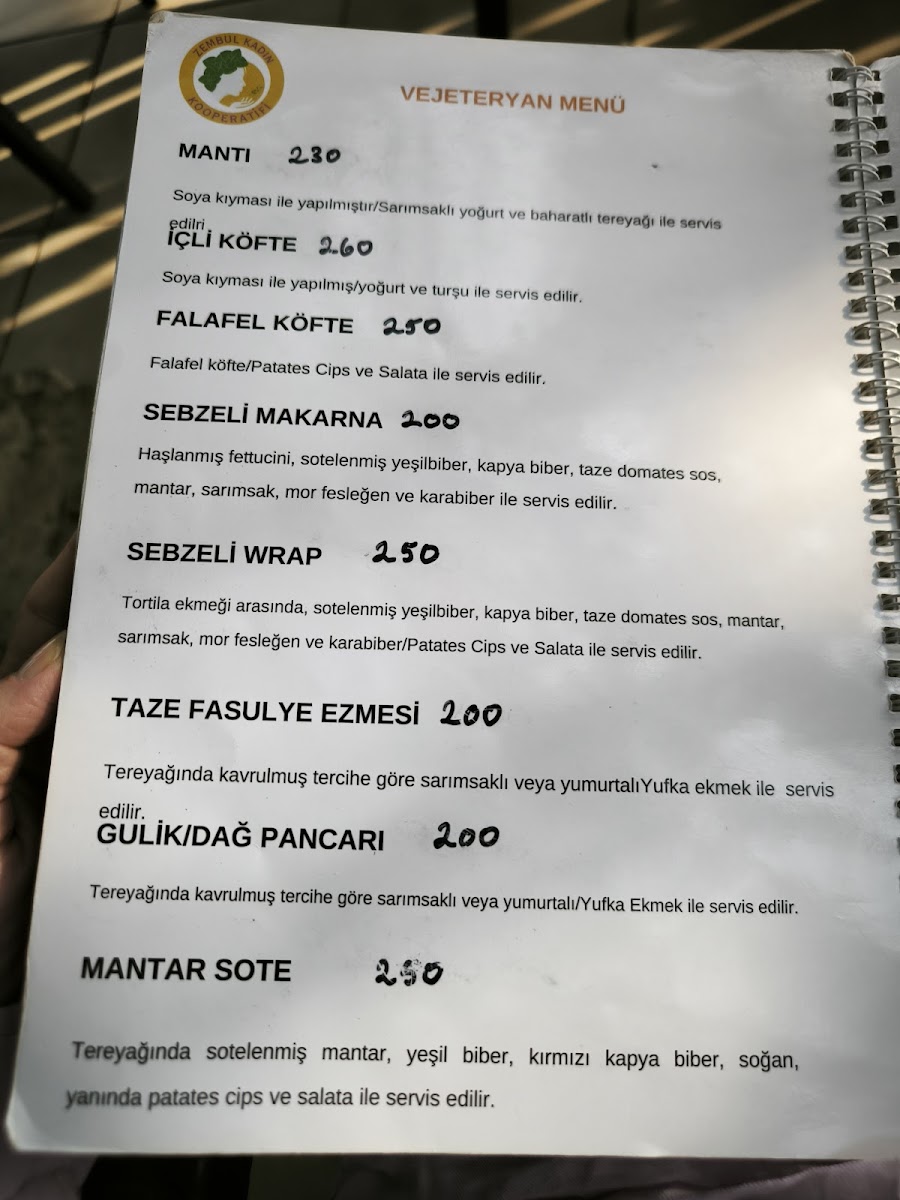 ZEMBUL KADIN
KOOPERATİFİ
VEJETERYAN MENÜ
MANTI 230
Soya kıyması ile yapılmıştır/Sarımsaklı yoğurt ve baharatlı tereyağı ile servis
edilri
İÇLİ KÖFTE 260
Soya kıyması ile yapılmış/yoğurt ve turşu ile servis edilir.
FALAFEL KÖFTE 250
Falafel köfte/Patates Cips ve Salata ile servis edilir.
SEBZELİ MAKARNA 200
Haşlanmış fettucini, sotelenmiş yeşilbiber, kapya biber, taze domates sos,
mantar, sarımsak, mor fesleğen ve karabiber ile servis edilir.
SEBZELİ WRAP 250
Tortila ekmeği arasında, sotelenmiş yeşilbiber, kapya biber, taze domates sos, mantar,
sarımsak, mor fesleğen ve karabiber/Patates Cips ve Salata ile servis edilir.
TAZE FASULYE EZMESİ 200
Tereyağında kavrulmuş tercihe göre sarımsaklı veya yumurtalıYufka ekmek ile servis
edilir.
GULİK/DAĞ PANCARI 200
Tereyağında kavrulmuş tercihe göre sarımsaklı veya yumurtalı/Yufka Ekmek ile servis edilir.
MANTAR SOTE 250
Tereyağında sotelenmiş mantar, yeşil biber, kırmızı kapya biber, soğan,
yanında patates cips ve salata ile servis edilir.